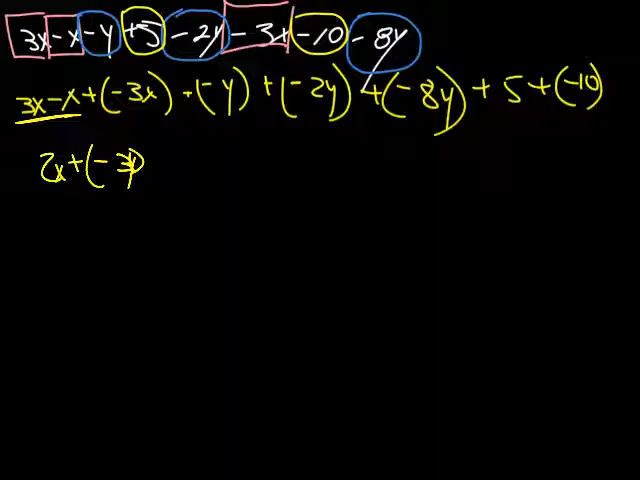 3x - x - y + 5 - 2y - 3x - 10 - 8y
3x - x + (-3x) + (-y) + (-2y) + (-8y) + 5 + (-10)
2x + (-3x)